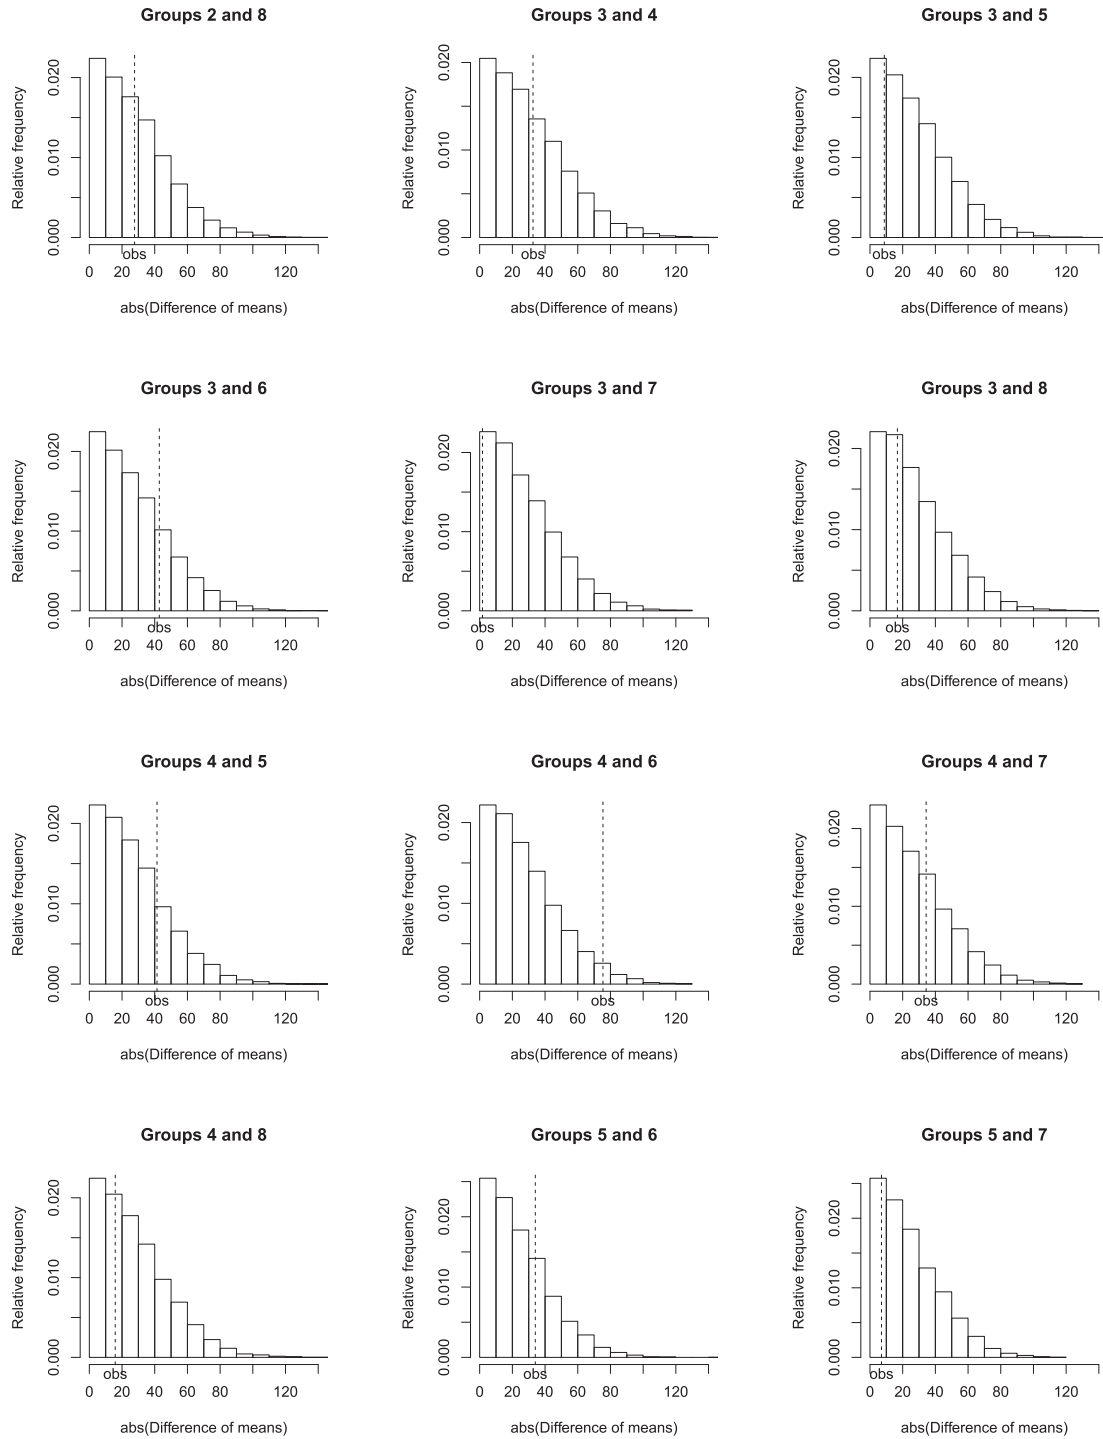 Groups 2 and 8
Groups 3 and 4
Groups 3 and 5
Relative frequency
0.000 0.010 0.020
obs
0 20 40 60 80 120
abs(Difference of means)
Relative frequency
0.000 0.010 0.020
obs
0 20 40 60 80 120
abs(Difference of means)
Relative frequency
0.000 0.010 0.020
obs
0 20 40 60 80 120
abs(Difference of means)
Groups 3 and 6
Groups 3 and 7
Groups 3 and 8
Relative frequency
0.000 0.010 0.020
obs
0 20 40 60 80 120
abs(Difference of means)
Relative frequency
0.000 0.010 0.020
obs
0 20 40 60 80 120
abs(Difference of means)
Relative frequency
0.000 0.010 0.020
obs
0 20 40 60 80 120
abs(Difference of means)
Groups 4 and 5
Groups 4 and 6
Groups 4 and 7
Relative frequency
0.000 0.010 0.020
obs
0 20 40 60 80 120
abs(Difference of means)
Relative frequency
0.000 0.010 0.020
obs
0 20 40 60 80 120
abs(Difference of means)
Relative frequency
0.000 0.010 0.020
obs
0 20 40 60 80 120
abs(Difference of means)
Groups 4 and 8
Groups 5 and 6
Groups 5 and 7
Relative frequency
0.000 0.010 0.020
obs
0 20 40 60 80 120
abs(Difference of means)
Relative frequency
0.000 0.010 0.020
obs
0 20 40 60 80 120
abs(Difference of means)
Relative frequency
0.000 0.010 0.020
obs
0 20 40 60 80 120
abs(Difference of means)